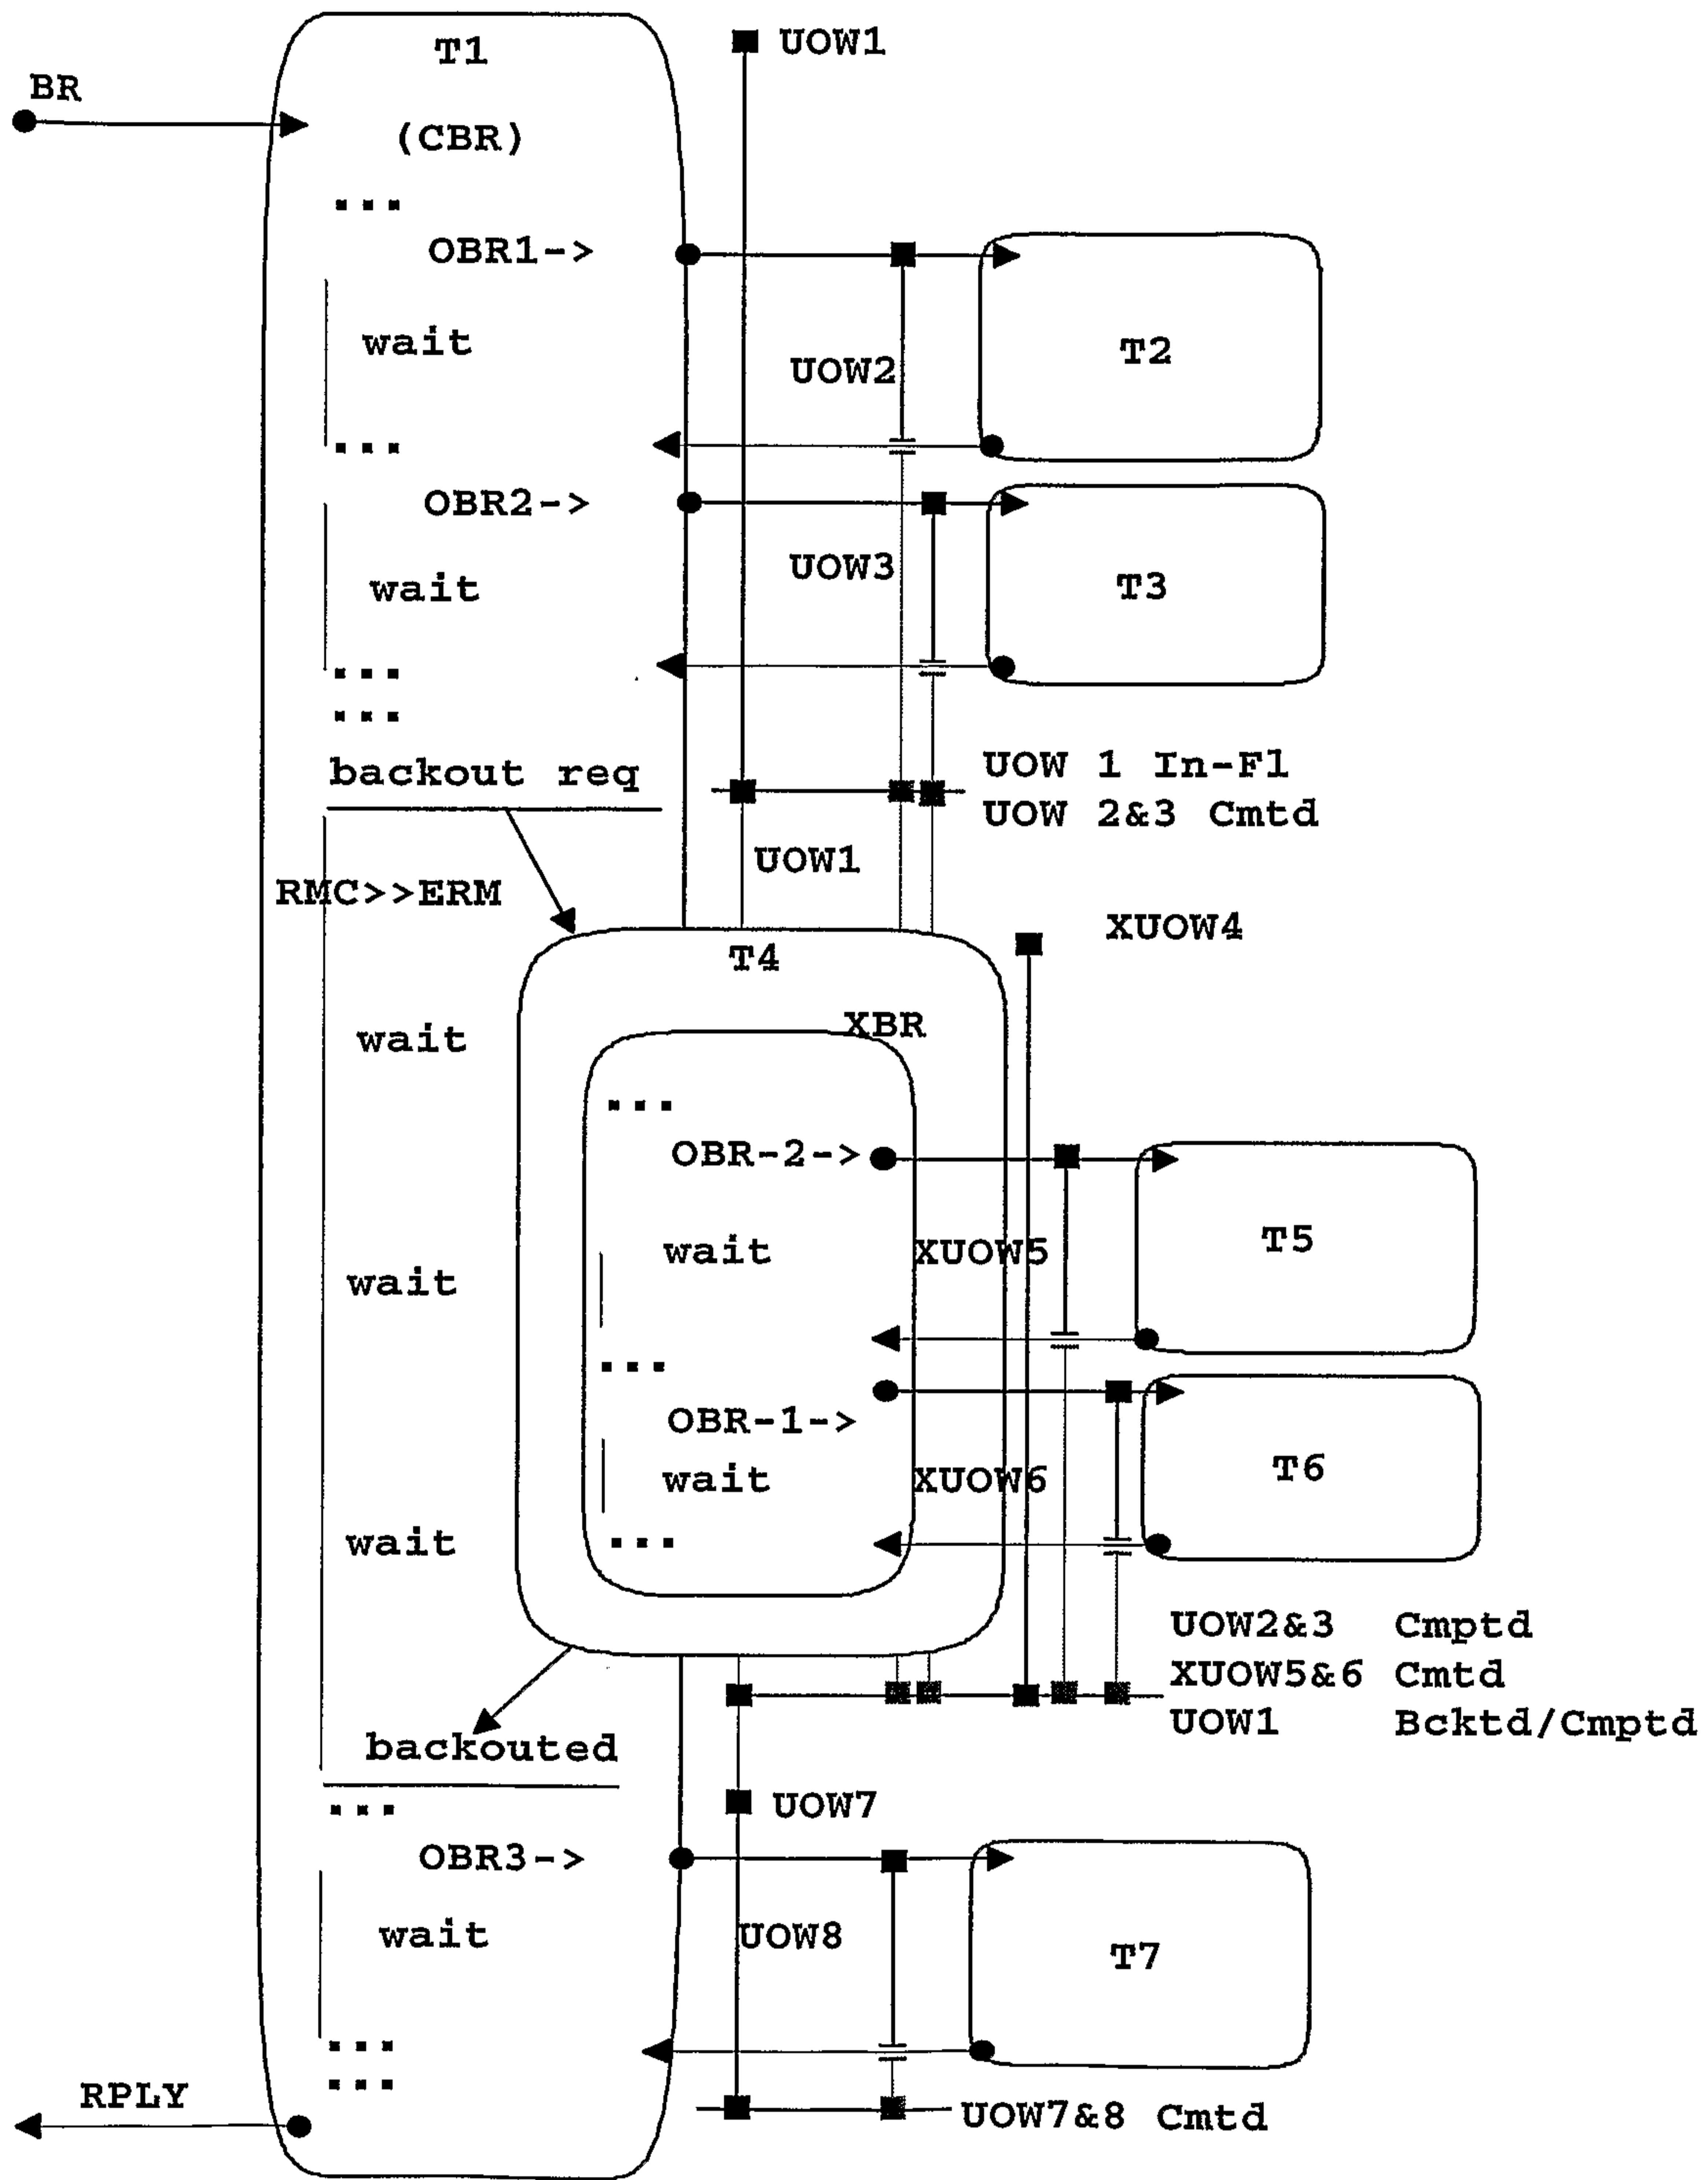 T1
UOW1
BR
(CBR)
...
OBR1->
wait
UOW2
T2
...
OBR2->
UOW3
wait
T3
...
...
backout req
UOW 1 In-Fl
UOW 2&3 Cmtd
UOW1
RMC>>ERM
XUOW4
T4
XBR
wait
...
OBR-2->
T5
wait
XUOW5
wait
...
OBR-1->
wait
XUOW6
T6
wait
...
UOW2&3 Cmptd
XUOW5&6 Cmtd
UOW1 Bcktd/Cmptd
backouted
...
UOW7
OBR3->
wait
UOW8
T7
...
...
RPLY
UOW7&8 Cmtd